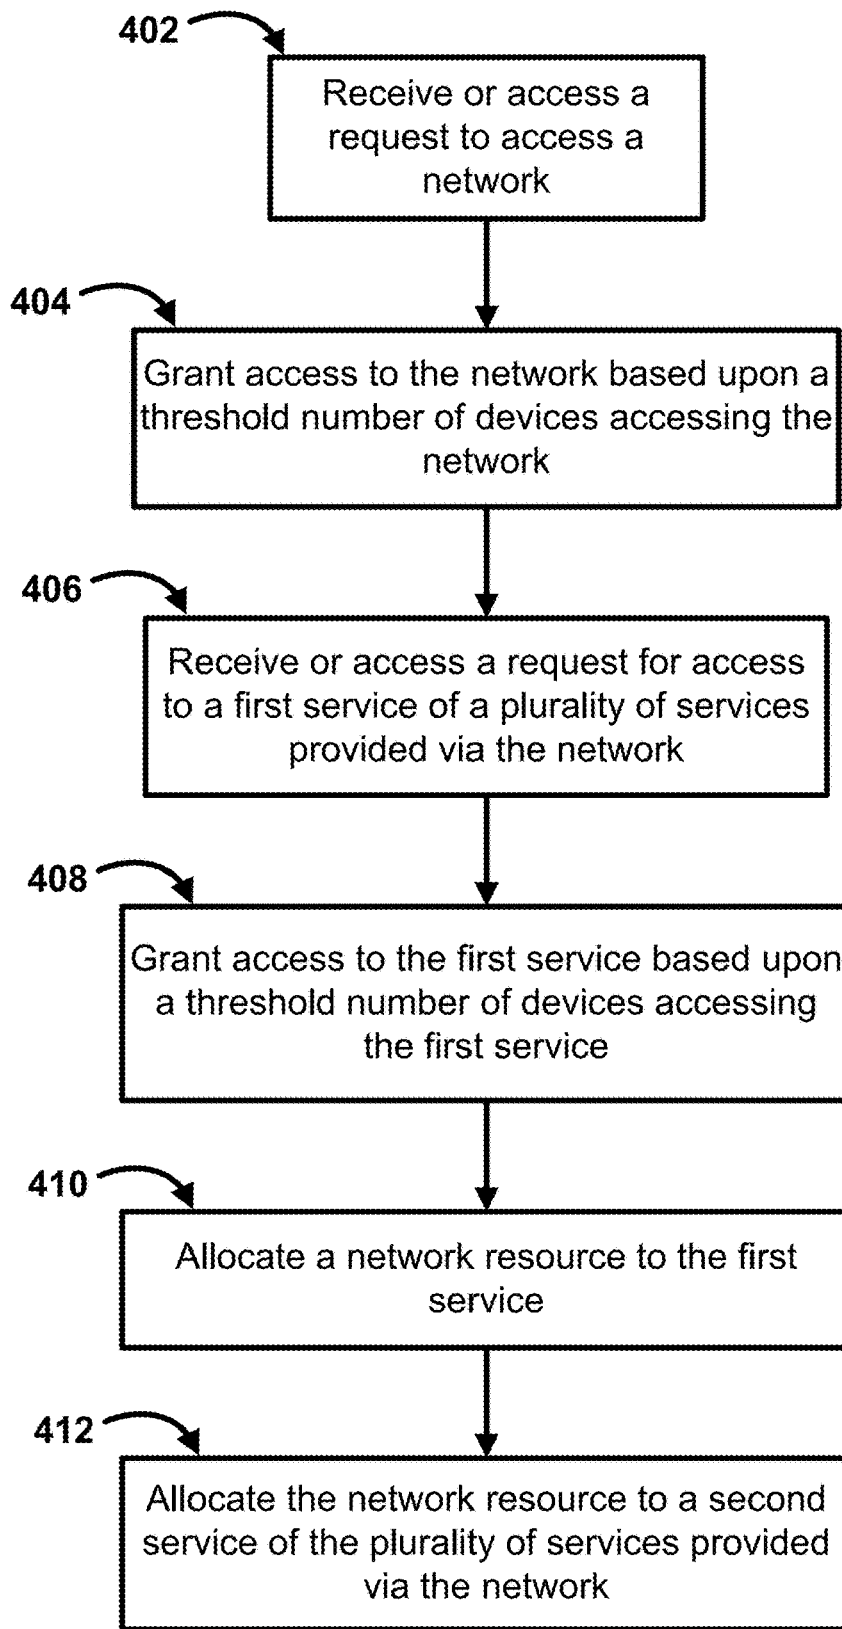 402
Receive or access a
request to access a
network
404
Grant access to the network based upon a
threshold number of devices accessing the
network
406
Receive or access a request for access
to a first service of a plurality of services
provided via the network
408
Grant access to the first service based upon
a threshold number of devices accessing
the first service
410
Allocate a network resource to the first
service
412
Allocate the network resource to a second
service of the plurality of services provided
via the network